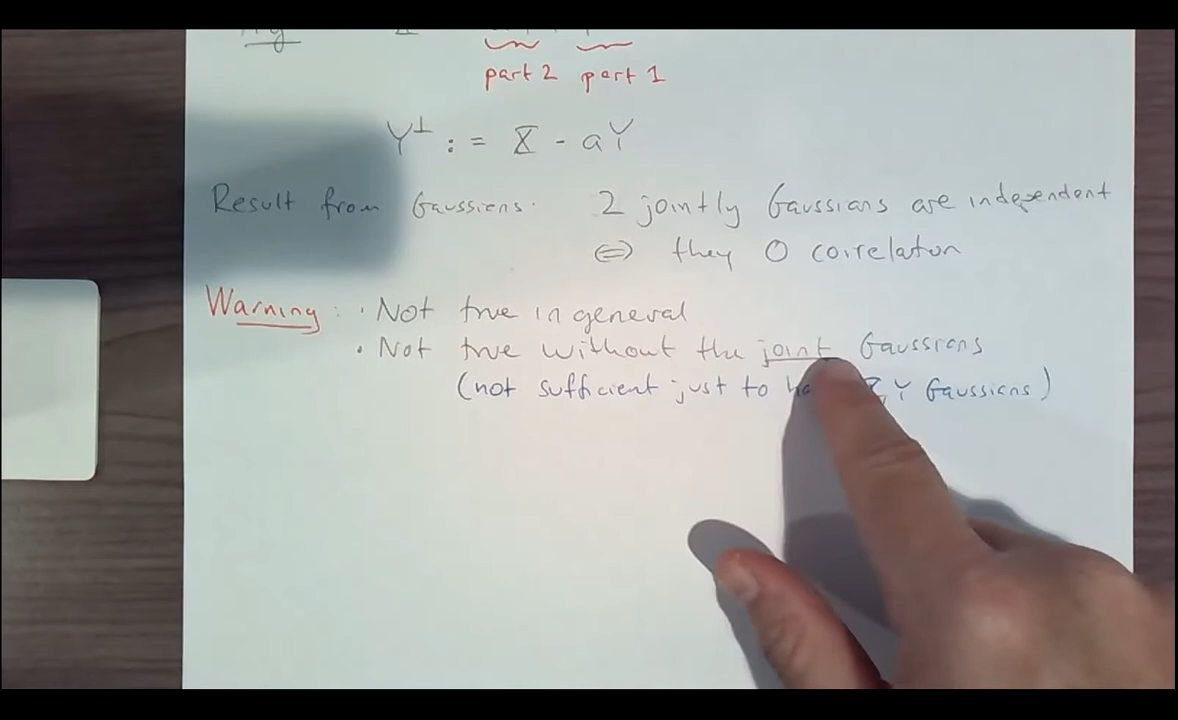 part 2 part 1
Y⊥ := X - aY
Result from Gaussians: 2 jointly Gaussians are independent
⇔ they 0 correlation
Warning: · Not true in general
· Not true without the joint Gaussians
(not sufficient just to Y Gaussians)